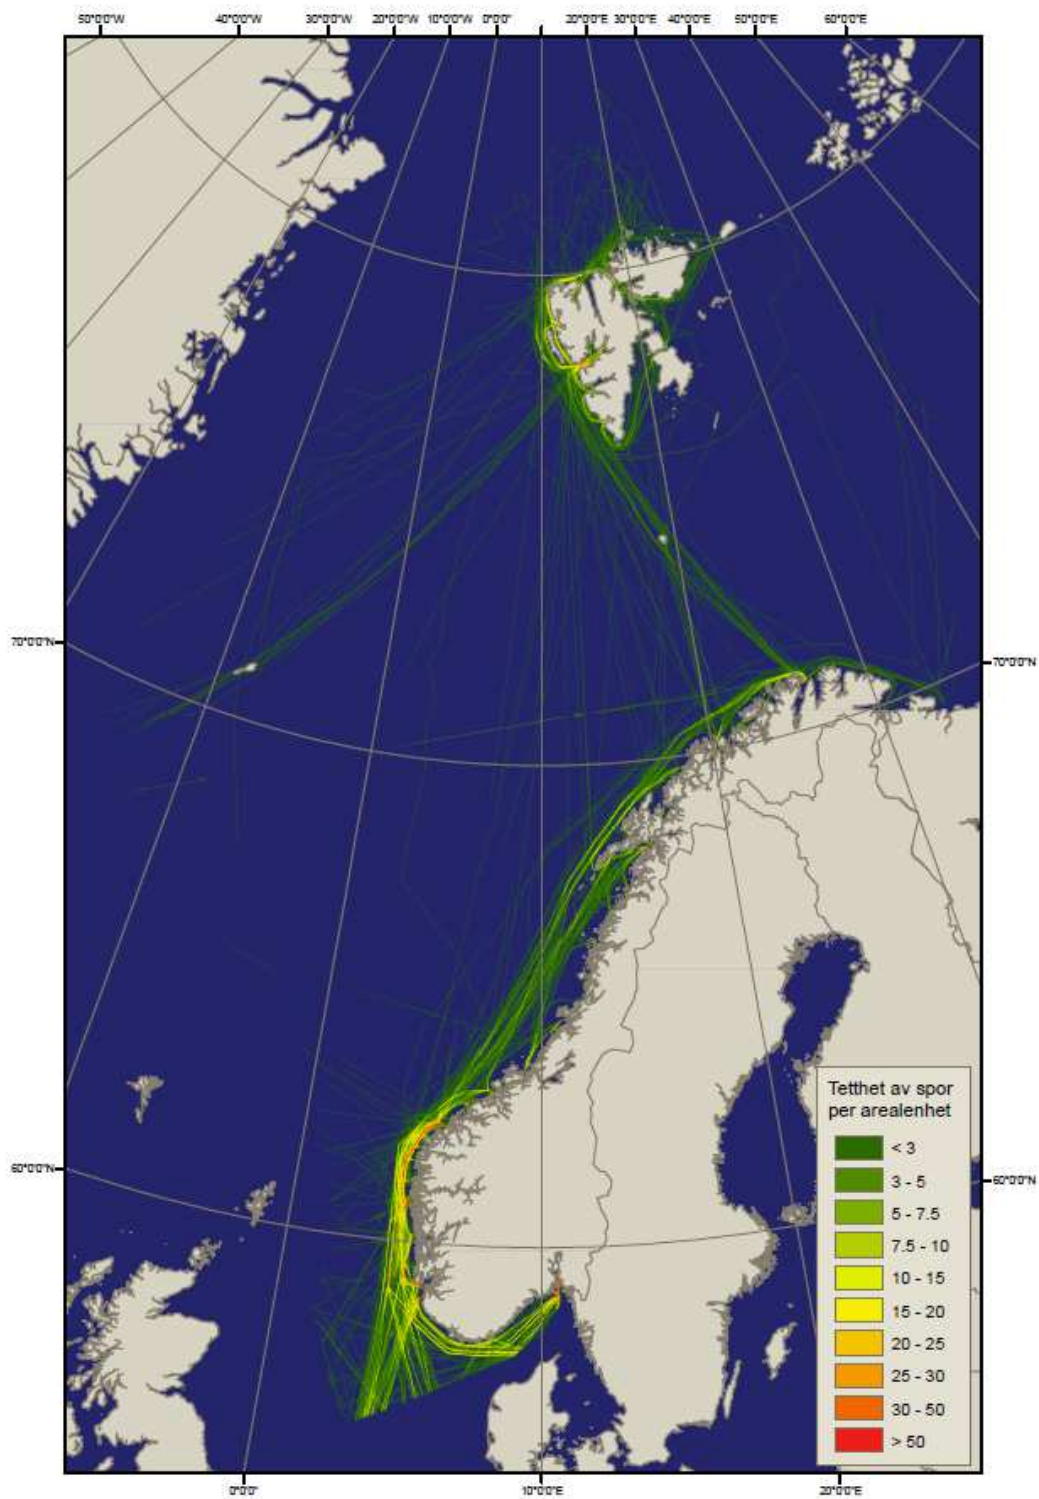 50°0'0"W 40°0'0"W 30°0'0"W 20°0'0"W 10°0'0"W 0°0'0" 20°0'0"E 30°0'0"E 40°0'0"E 50°0'0"E 60°0'0"E
70°0'0"N
70°0'0"N
60°0'0"N
60°0'0"N
Tetthet av spor
per arealenhet
< 3
3 - 5
5 - 7.5
7.5 - 10
10 - 15
15 - 20
20 - 25
25 - 30
30 - 50
> 50
0°0'0" 10°0'0"E 20°0'0"E